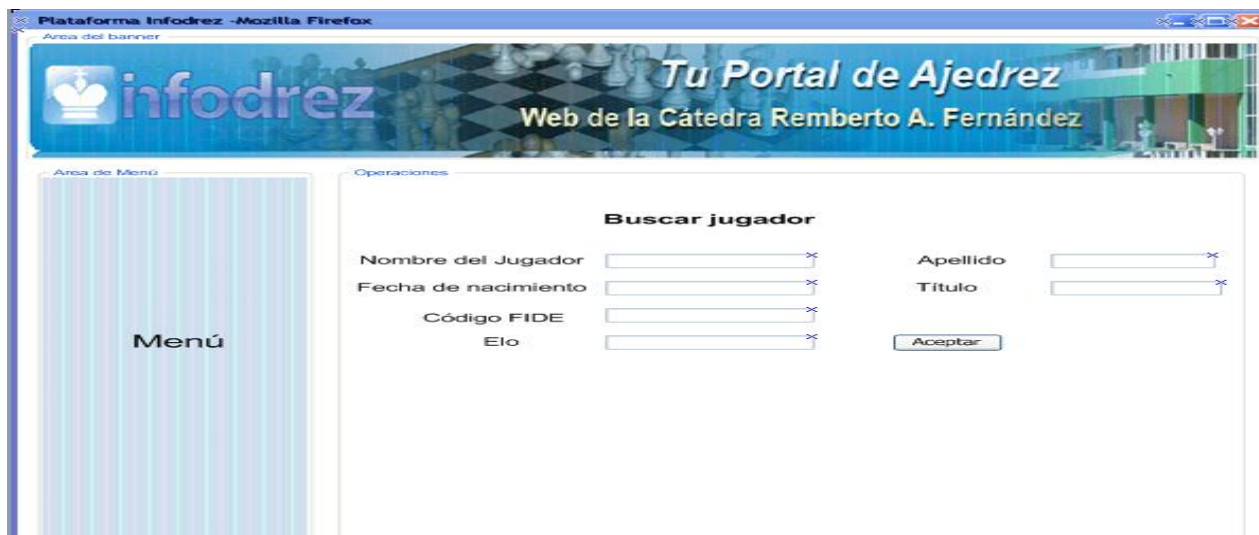 Plataforma Infodrez -Mozilla Firefox
Area del banner
infodrez
Tu Portal de Ajedrez
Web de la Cátedra Remberto A. Fernández
Area de Menú
Operaciones
Buscar jugador
Nombre del Jugador
Apellido
Fecha de nacimiento
Título
Código FIDE
Menú
Elo
Aceptar